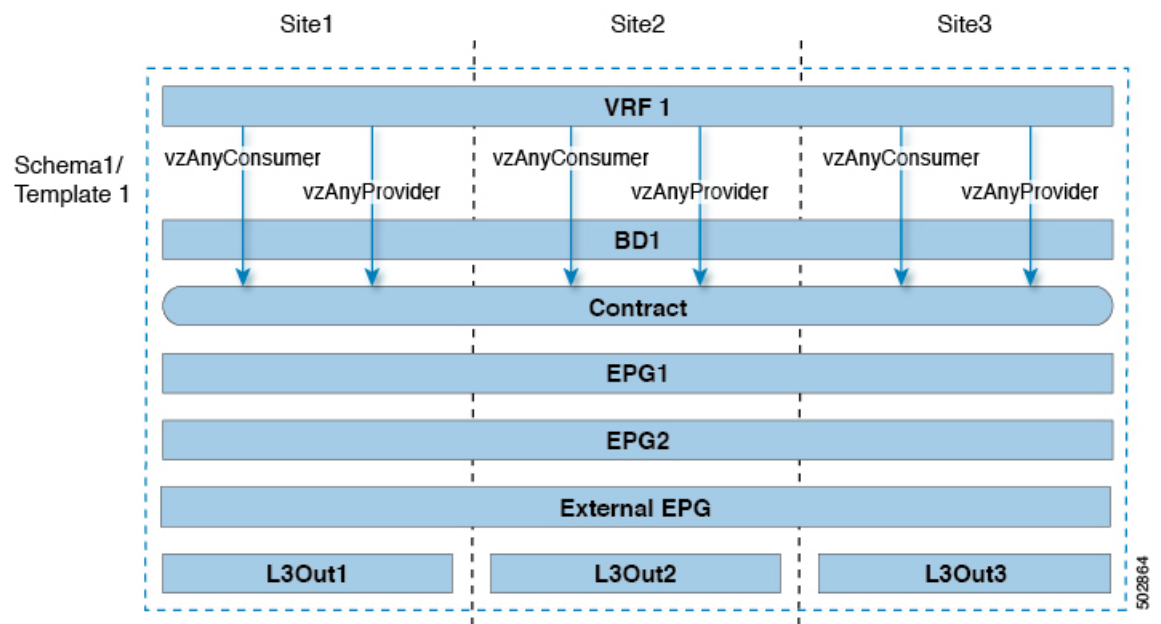 Site1 Site2 Site3
VRF 1
Schema1/
Template 1
vzAnyConsumer vzAnyConsumer vzAnyConsumer
vzAnyProvider vzAnyProvider vzAnyProvider
BD1
Contract
EPG1
EPG2
External EPG
L3Out1 L3Out2 L3Out3
502864